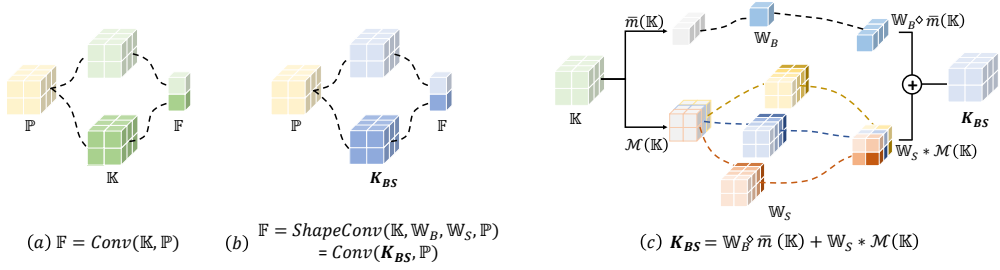 ℙ
𝔽
𝕂
(a) 𝔽 = Conv(𝕂, ℙ)
ℙ
𝔽
K_BS
(b) 𝔽 = ShapeConv(𝕂, 𝕎_B, 𝕎_S, ℙ)
= Conv(K_BS, ℙ)
m̅(𝕂)
𝕎_B
𝕎_B ⋄ m̅(𝕂)
𝕂
+
K_BS
ℳ(𝕂)
𝕎_S ∗ ℳ(𝕂)
𝕎_S
(c) K_BS = 𝕎_B ⋄ m̅ (𝕂) + 𝕎_S ∗ ℳ(𝕂)